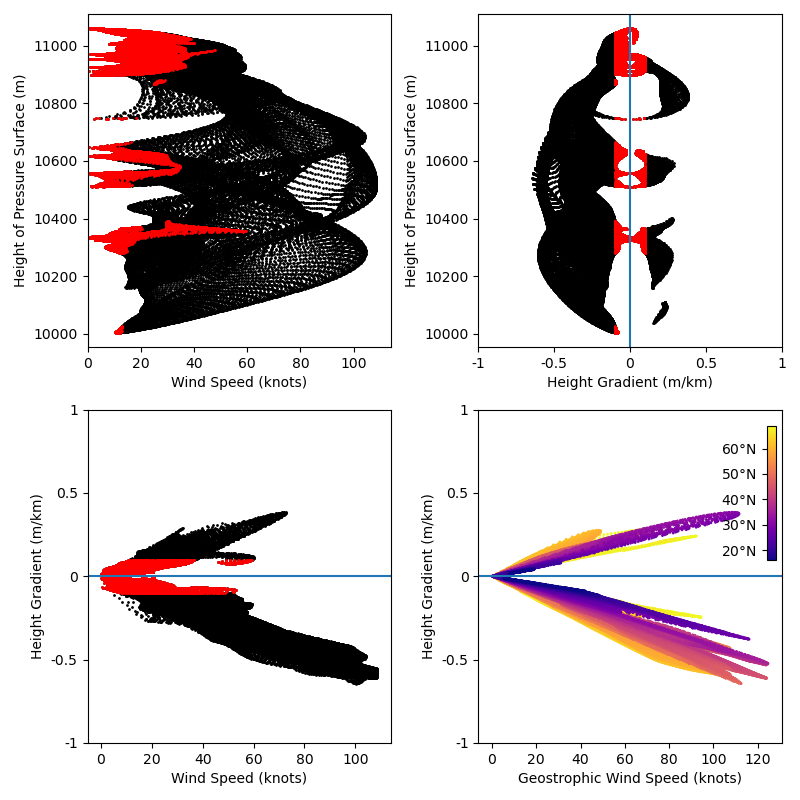 11000
10800
10600
10400
10200
10000
Height of Pressure Surface (m)
0 20 40 60 80 100
Wind Speed (knots)
11000
10800
10600
10400
10200
10000
Height of Pressure Surface (m)
-1 -0.5 0 0.5 1
Height Gradient (m/km)
1
0.5
0
-0.5
-1
Height Gradient (m/km)
0 20 40 60 80 100
Wind Speed (knots)
1
0.5
0
-0.5
-1
Height Gradient (m/km)
60°N
50°N
40°N
30°N
20°N
0 20 40 60 80 100 120
Geostrophic Wind Speed (knots)